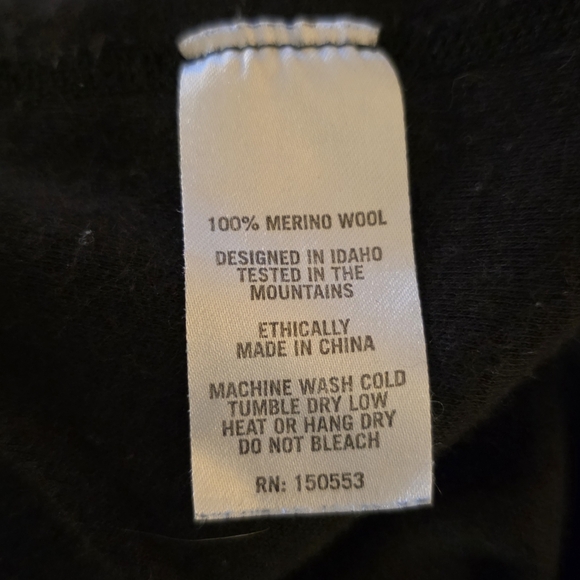 100% MERINO WOOL
DESIGNED IN IDAHO
TESTED IN THE
MOUNTAINS
ETHICALLY
MADE IN CHINA
MACHINE WASH COLD
TUMBLE DRY LOW
HEAT OR HANG DRY
DO NOT BLEACH
RN: 150553